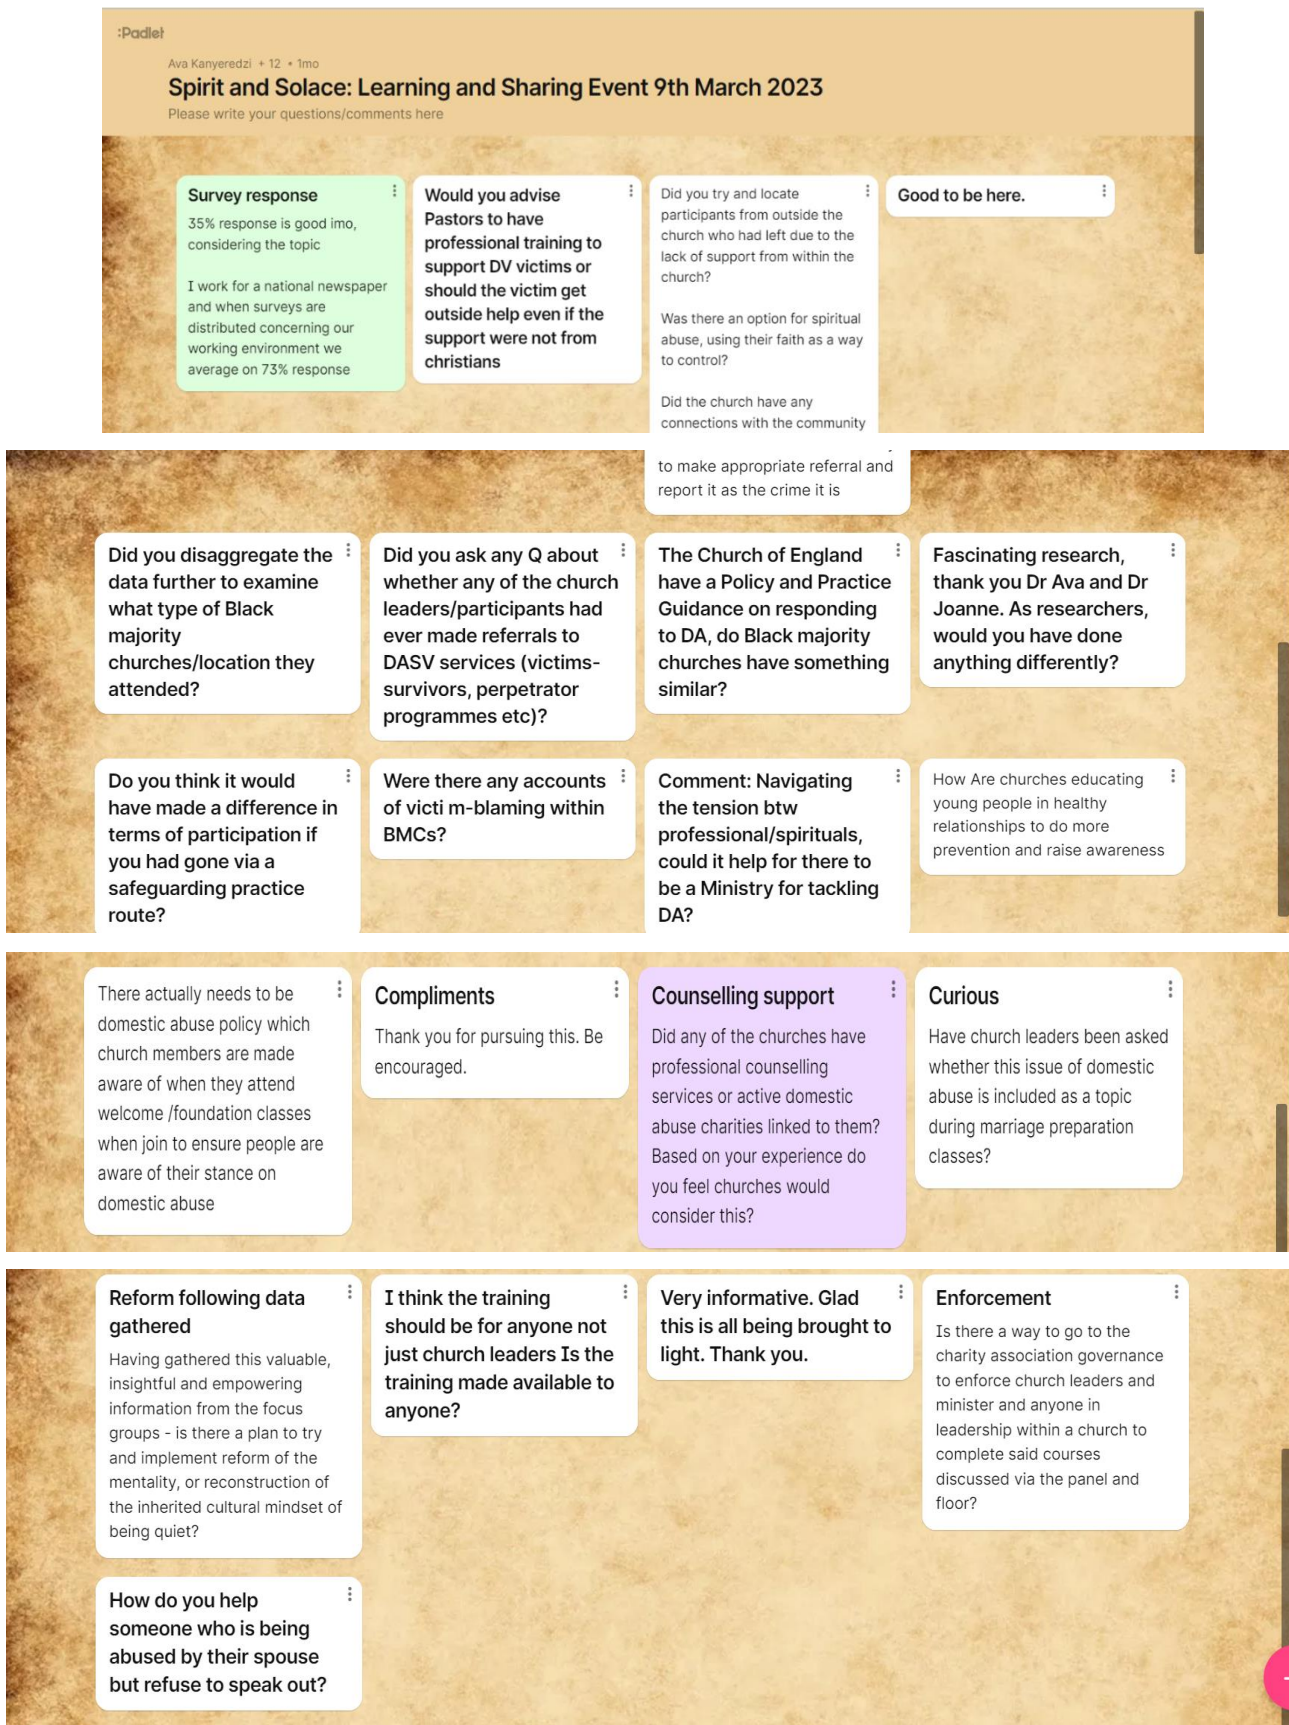 :Padlet
Ava Kanyeredzi + 12 • 1mo
Spirit and Solace: Learning and Sharing Event 9th March 2023
Please write your questions/comments here
Survey response
35% response is good imo,
considering the topic
I work for a national newspaper
and when surveys are
distributed concerning our
working environment we
average on 73% response
Would you advise
Pastors to have
professional training to
support DV victims or
should the victim get
outside help even if the
support were not from
christians
Did you try and locate
participants from outside the
church who had left due to the
lack of support from within the
church?
Was there an option for spiritual
abuse, using their faith as a way
to control?
Did the church have any
connections with the community
Good to be here.
to make appropriate referral and
report it as the crime it is
Did you disaggregate the
data further to examine
what type of Black
majority
churches/location they
attended?
Did you ask any Q about
whether any of the church
leaders/participants had
ever made referrals to
DASV services (victims-
survivors, perpetrator
programmes etc)?
The Church of England
have a Policy and Practice
Guidance on responding
to DA, do Black majority
churches have something
similar?
Fascinating research,
thank you Dr Ava and Dr
Joanne. As researchers,
would you have done
anything differently?
Do you think it would
have made a difference in
terms of participation if
you had gone via a
safeguarding practice
route?
Were there any accounts
of victi m-blaming within
BMCs?
Comment: Navigating
the tension btw
professional/spirituals,
could it help for there to
be a Ministry for tackling
DA?
How Are churches educating
young people in healthy
relationships to do more
prevention and raise awareness
There actually needs to be
domestic abuse policy which
church members are made
aware of when they attend
welcome /foundation classes
when join to ensure people are
aware of their stance on
domestic abuse
Compliments
Thank you for pursuing this. Be
encouraged.
Counselling support
Did any of the churches have
professional counselling
services or active domestic
abuse charities linked to them?
Based on your experience do
you feel churches would
consider this?
Curious
Have church leaders been asked
whether this issue of domestic
abuse is included as a topic
during marriage preparation
classes?
Reform following data
gathered
Having gathered this valuable,
insightful and empowering
information from the focus
groups - is there a plan to try
and implement reform of the
mentality, or reconstruction of
the inherited cultural mindset of
being quiet?
I think the training
should be for anyone not
just church leaders Is the
training made available to
anyone?
Very informative. Glad
this is all being brought to
light. Thank you.
Enforcement
Is there a way to go to the
charity association governance
to enforce church leaders and
minister and anyone in
leadership within a church to
complete said courses
discussed via the panel and
floor?
How do you help
someone who is being
abused by their spouse
but refuse to speak out?